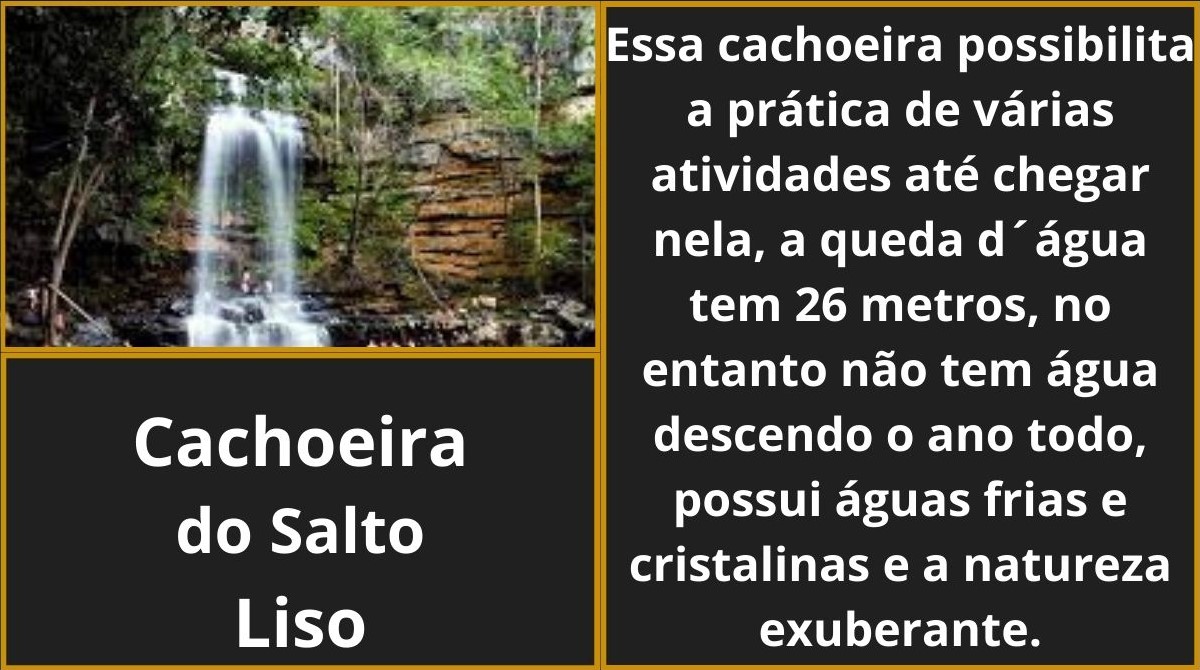 Cachoeira
do Salto
Liso
Essa cachoeira possibilita
a prática de várias
atividades até chegar
nela, a queda d´água
tem 26 metros, no
entanto não tem água
descendo o ano todo,
possui águas frias e
cristalinas e a natureza
exuberante.